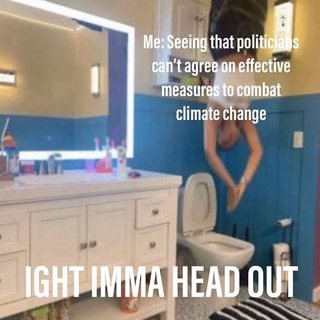 Me: Seeing that politicians
can't agree on effective
measures to combat
climate change
IGHT IMMA HEAD OUT